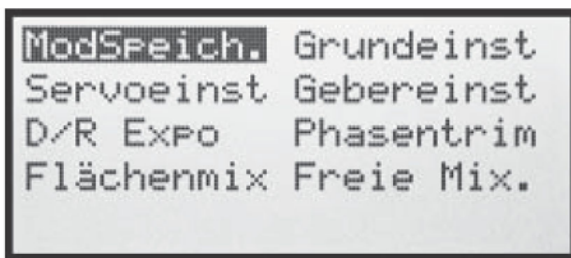 ModSpeich. Grundeinst
Servoeinst Gebereinst
D/R Expo Phasentrim
Flächenmix Freie Mix.